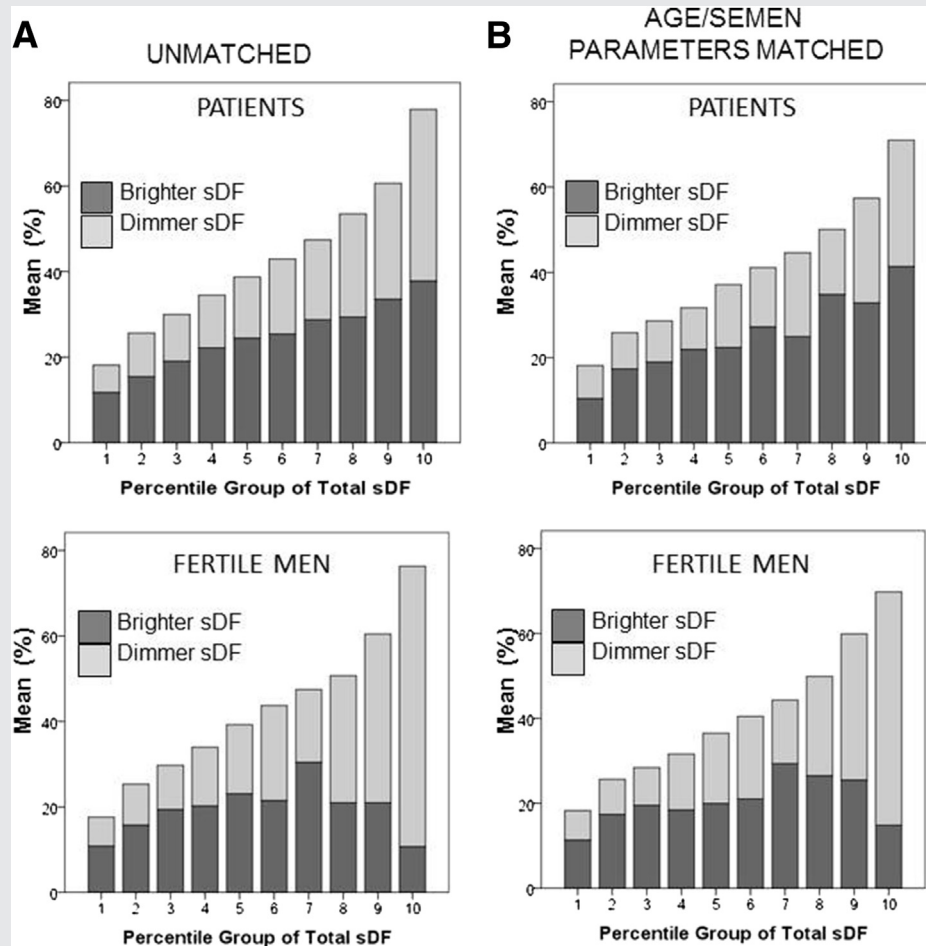 A
UNMATCHED
PATIENTS
Brighter sDF
Dimmer sDF
Mean (%)
80
60
40
20
0
1 2 3 4 5 6 7 8 9 10
Percentile Group of Total sDF
FERTILE MEN
Brighter sDF
Dimmer sDF
Mean (%)
80
60
40
20
0
1 2 3 4 5 6 7 8 9 10
Percentile Group of Total sDF
B
AGE/SEMEN
PARAMETERS MATCHED
PATIENTS
Brighter sDF
Dimmer sDF
Mean (%)
80
60
40
20
0
1 2 3 4 5 6 7 8 9 10
Percentile Group of Total sDF
FERTILE MEN
Brighter sDF
Dimmer sDF
Mean (%)
80
60
40
20
0
1 2 3 4 5 6 7 8 9 10
Percentile Group of Total sDF